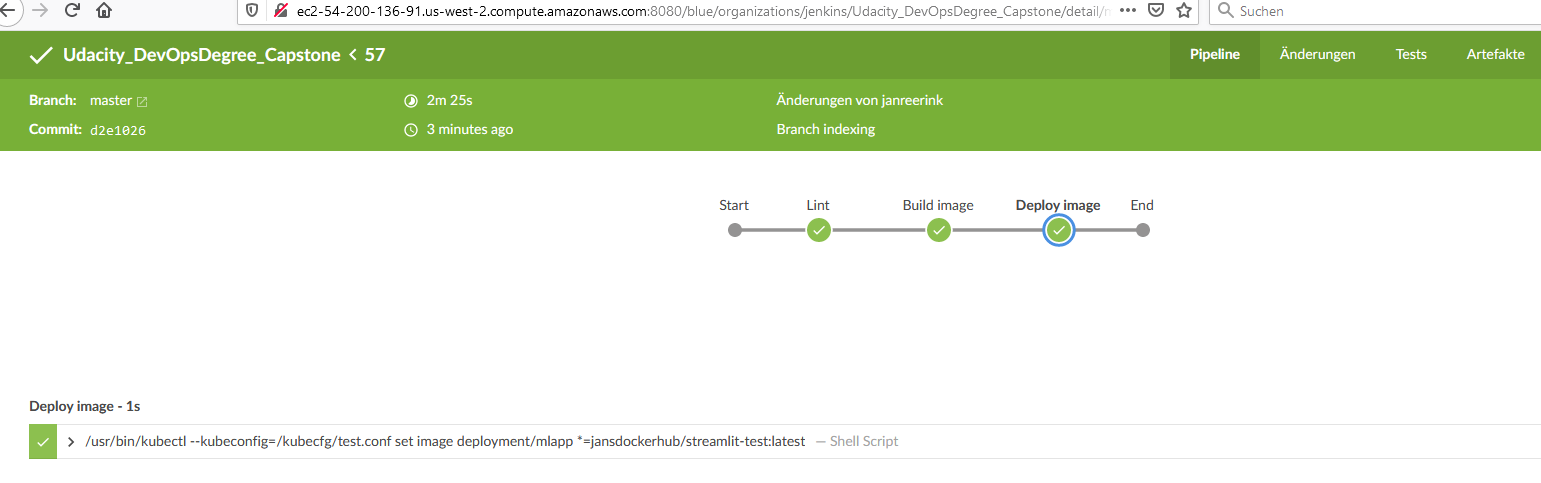 ec2-54-200-136-91.us-west-2.compute.amazonaws.com:8080/blue/organizations/jenkins/Udacity_DevOpsDegree_Capstone/detail/ Suchen
Udacity_DevOpsDegree_Capstone < 57 Pipeline Änderungen Tests Artefakte
Branch: master 2m 25s Änderungen von janreerink
Commit: d2e1026 3 minutes ago Branch indexing
Start Lint Build image Deploy image End
Deploy image - 1s
/usr/bin/kubectl --kubeconfig=/kubecfg/test.conf set image deployment/mlapp *=jansdockerhub/streamlit-test:latest — Shell Script